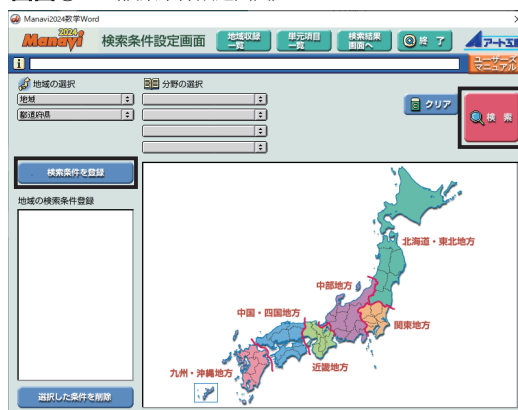 Manavi2024数学Word
2024
Manavi
検索条件設定画面
地域収録
一覧
単元項目
一覧
検索結果
画面へ
終 了
i
ユーザーズ
マニュアル
地域の選択
分野の選択
地域
都道府県
クリア
検 索
検索条件を登録
地域の検索条件登録
北海道・東北地方
中部地方
中国・四国地方
関東地方
近畿地方
九州・沖縄地方
選択した条件を削除